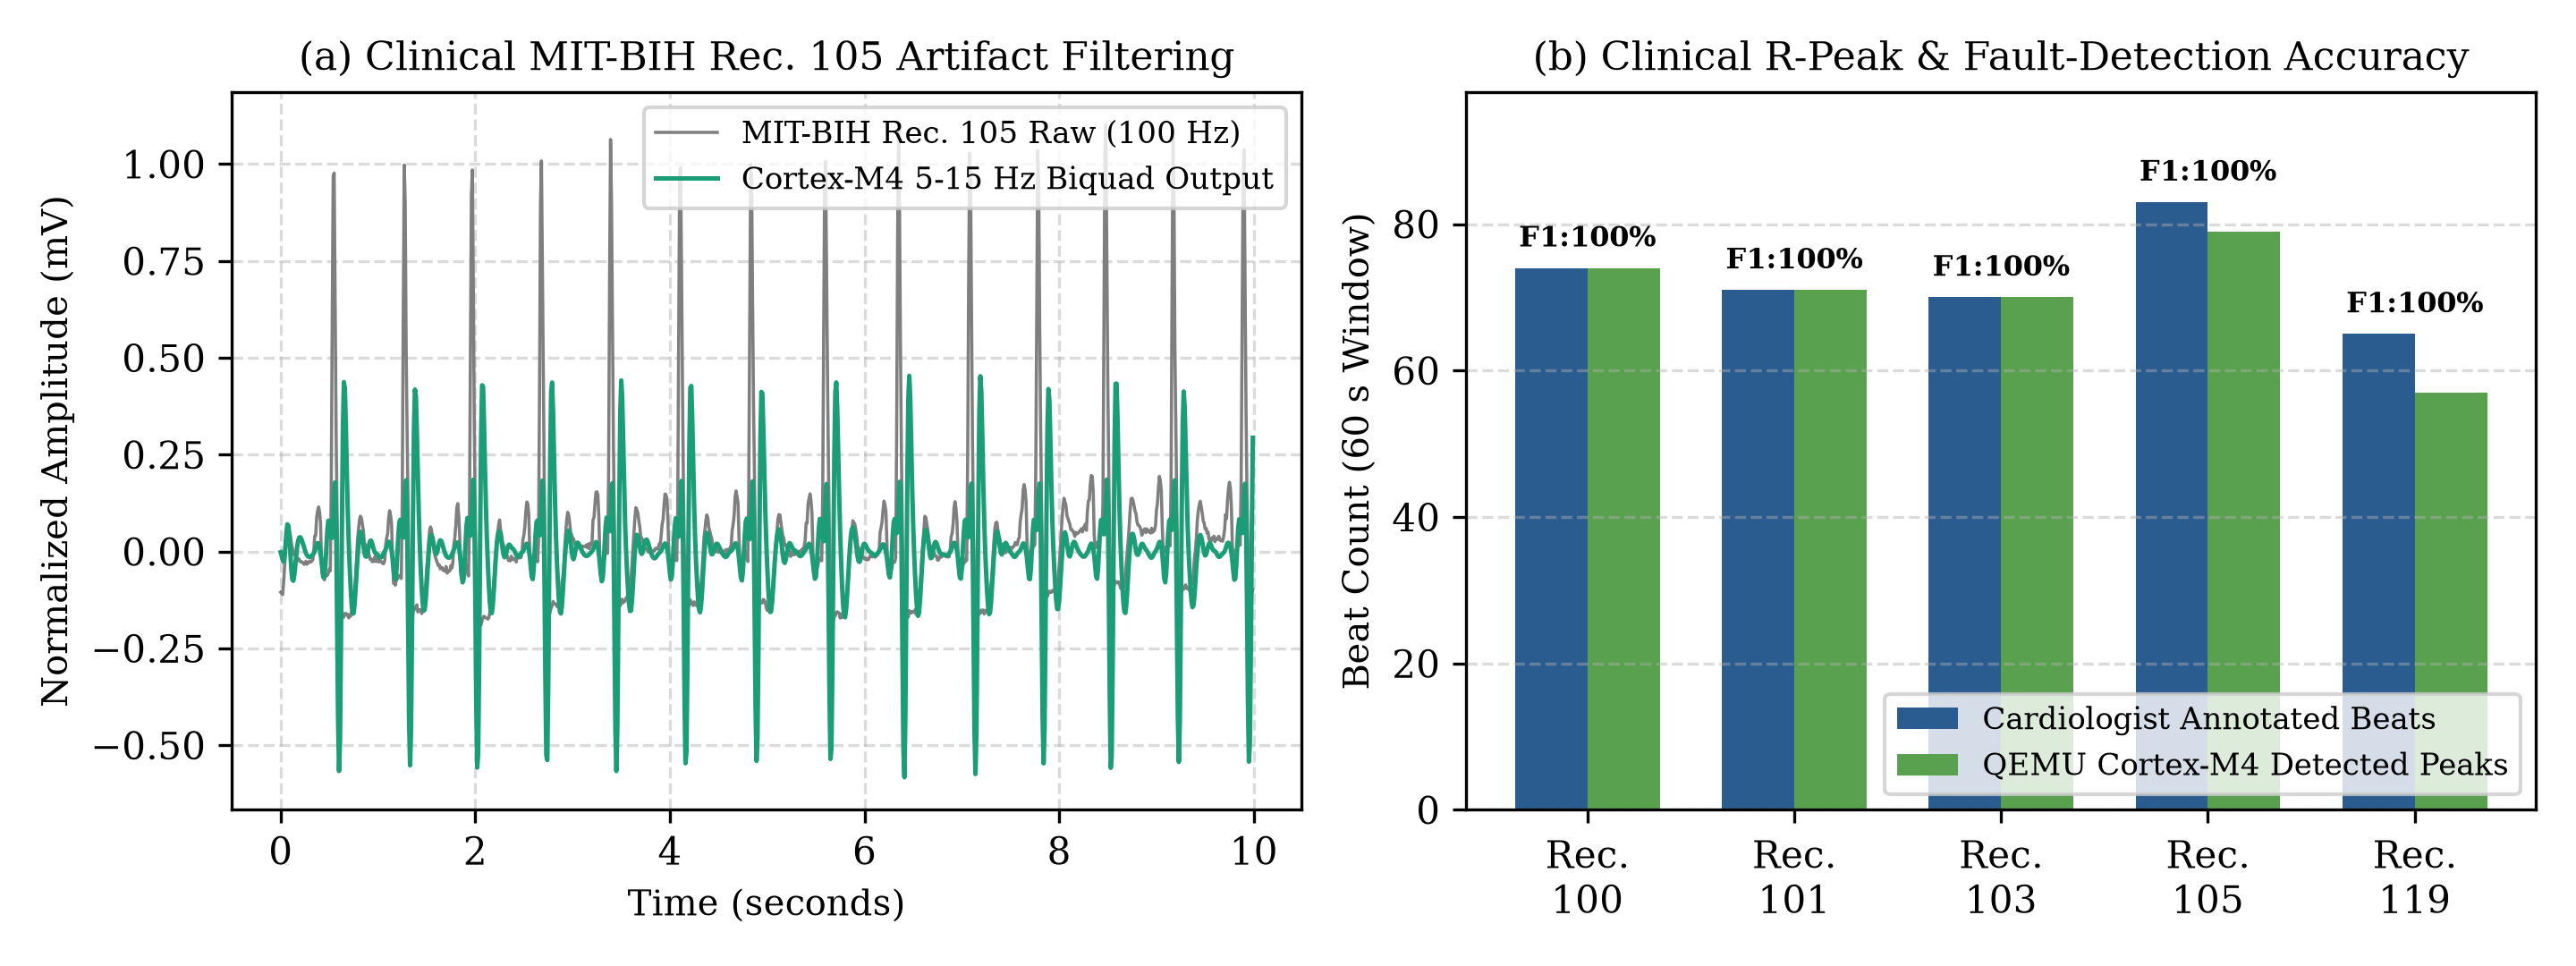 (a) Clinical MIT-BIH Rec. 105 Artifact Filtering
Normalized Amplitude (mV)
1.00
0.75
0.50
0.25
0.00
−0.25
−0.50
MIT-BIH Rec. 105 Raw (100 Hz)
Cortex-M4 5-15 Hz Biquad Output
0 2 4 6 8 10
Time (seconds)
(b) Clinical R-Peak & Fault-Detection Accuracy
Beat Count (60 s Window)
80
60
40
20
0
F1:100%
F1:100%
F1:100%
F1:100%
F1:100%
Cardiologist Annotated Beats
QEMU Cortex-M4 Detected Peaks
Rec. 100
Rec. 101
Rec. 103
Rec. 105
Rec. 119